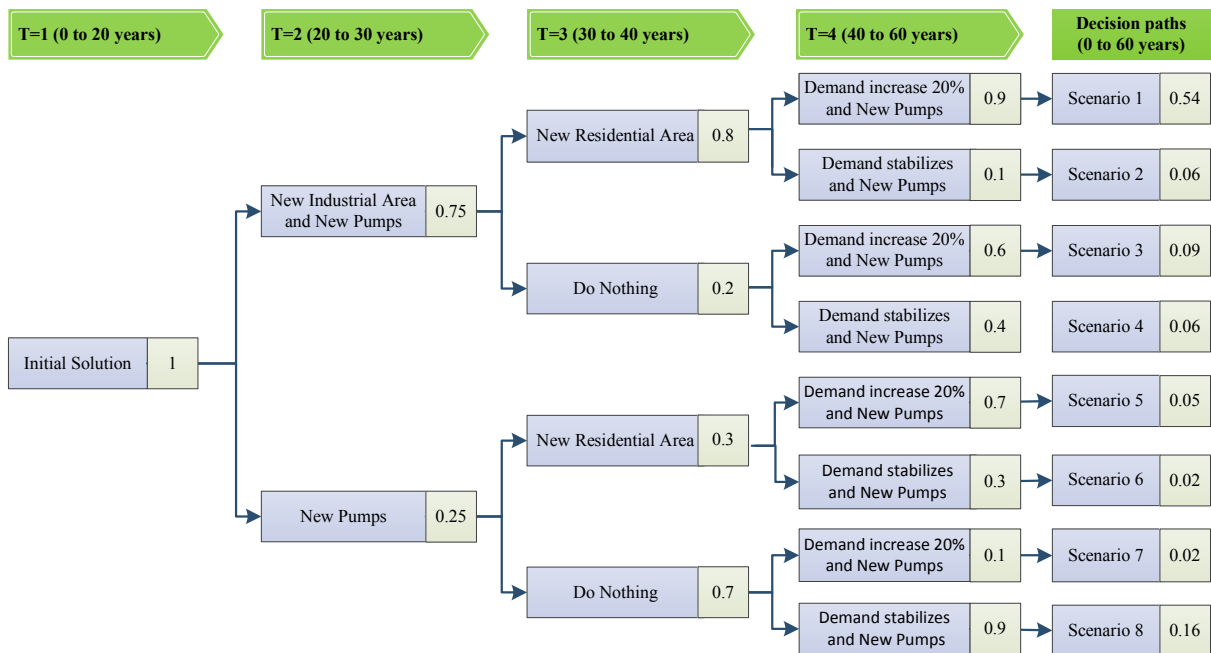 T=1 (0 to 20 years)
T=2 (20 to 30 years)
T=3 (30 to 40 years)
T=4 (40 to 60 years)
Decision paths
(0 to 60 years)
Initial Solution
1
New Industrial Area
and New Pumps
0.75
New Pumps
0.25
New Residential Area
0.8
Do Nothing
0.2
New Residential Area
0.3
Do Nothing
0.7
Demand increase 20%
and New Pumps
0.9
Scenario 1
0.54
Demand stabilizes
and New Pumps
0.1
Scenario 2
0.06
Demand increase 20%
and New Pumps
0.6
Scenario 3
0.09
Demand stabilizes
and New Pumps
0.4
Scenario 4
0.06
Demand increase 20%
and New Pumps
0.7
Scenario 5
0.05
Demand stabilizes
and New Pumps
0.3
Scenario 6
0.02
Demand increase 20%
and New Pumps
0.1
Scenario 7
0.02
Demand stabilizes
and New Pumps
0.9
Scenario 8
0.16